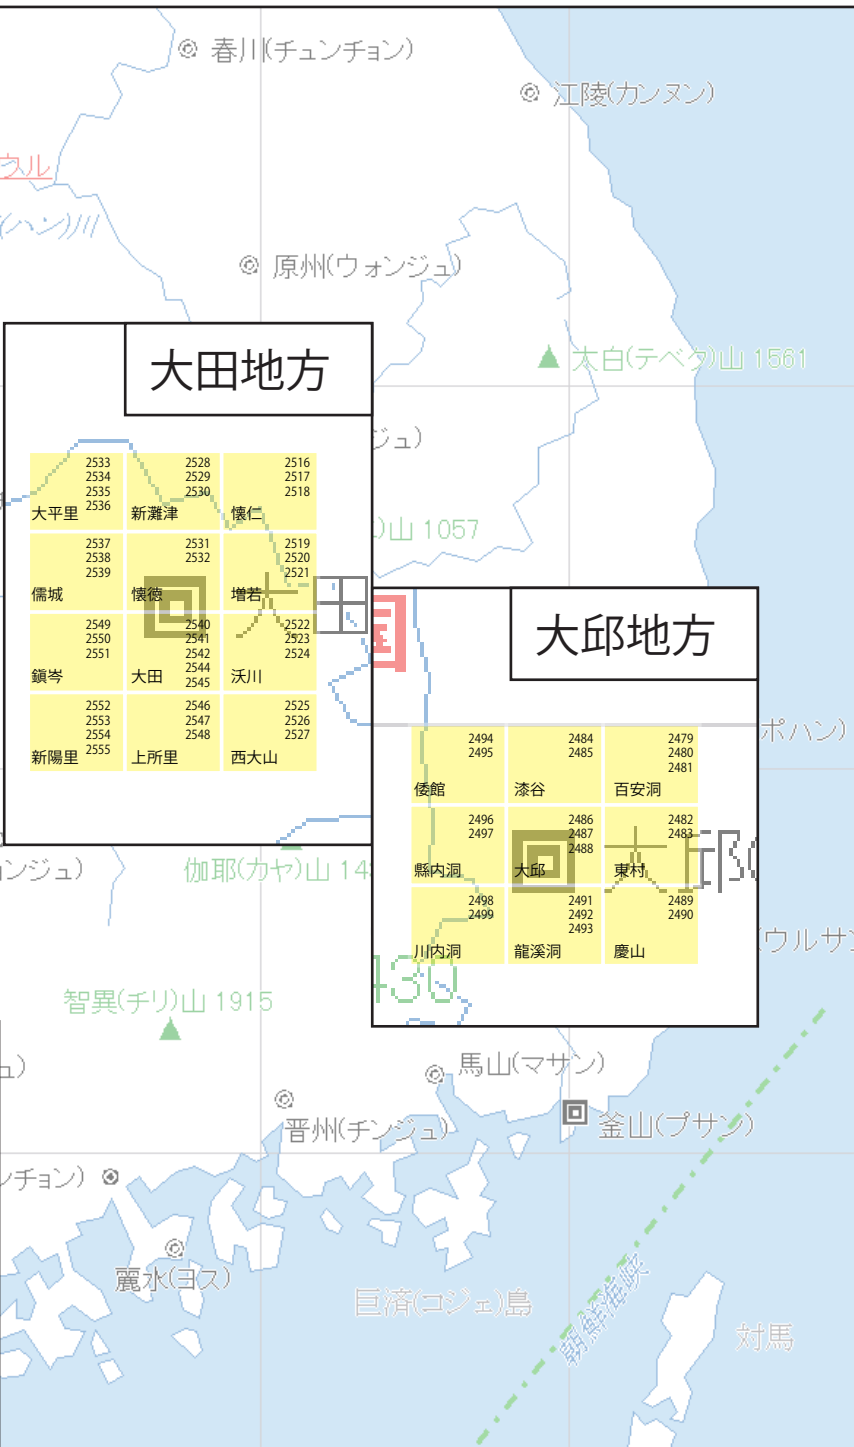 春川(チュンチョン)
江陵(カンヌン)
ウル
(ハン)川
原州(ウォンジュ)
太白(テベク)山 1561
ジュ)
)山 1057
大田地方
2533
2534
2535
2536
大平里
2528
2529
2530
新灘津
2516
2517
2518
懐仁
2537
2538
2539
儒城
2531
2532
懐徳
2519
2520
2521
増若
大田
2549
2550
2551
鎭岑
2540
2541
2542
2544
2545
大田
2522
2523
2524
沃川
2552
2553
2554
2555
新陽里
2546
2547
2548
上所里
2525
2526
2527
西大山
国
大邱地方
2494
2495
倭館
2484
2485
漆谷
2479
2480
2481
百安洞
2496
2497
縣内洞
2486
2487
2488
大邱
2482
2483
東村
大邱(
2498
2499
川内洞
2491
2492
2493
龍溪洞
2489
2490
慶山
430
ポハン)
ンジュ)
伽耶(カヤ)山 14
(ウルサン
智異(チリ)山 1915
ュ)
馬山(マサン)
晋州(チンジュ)
釜山(プサン)
ンチョン)
麗水(ヨス)
巨済(コジェ)島
朝鮮海峡
対馬